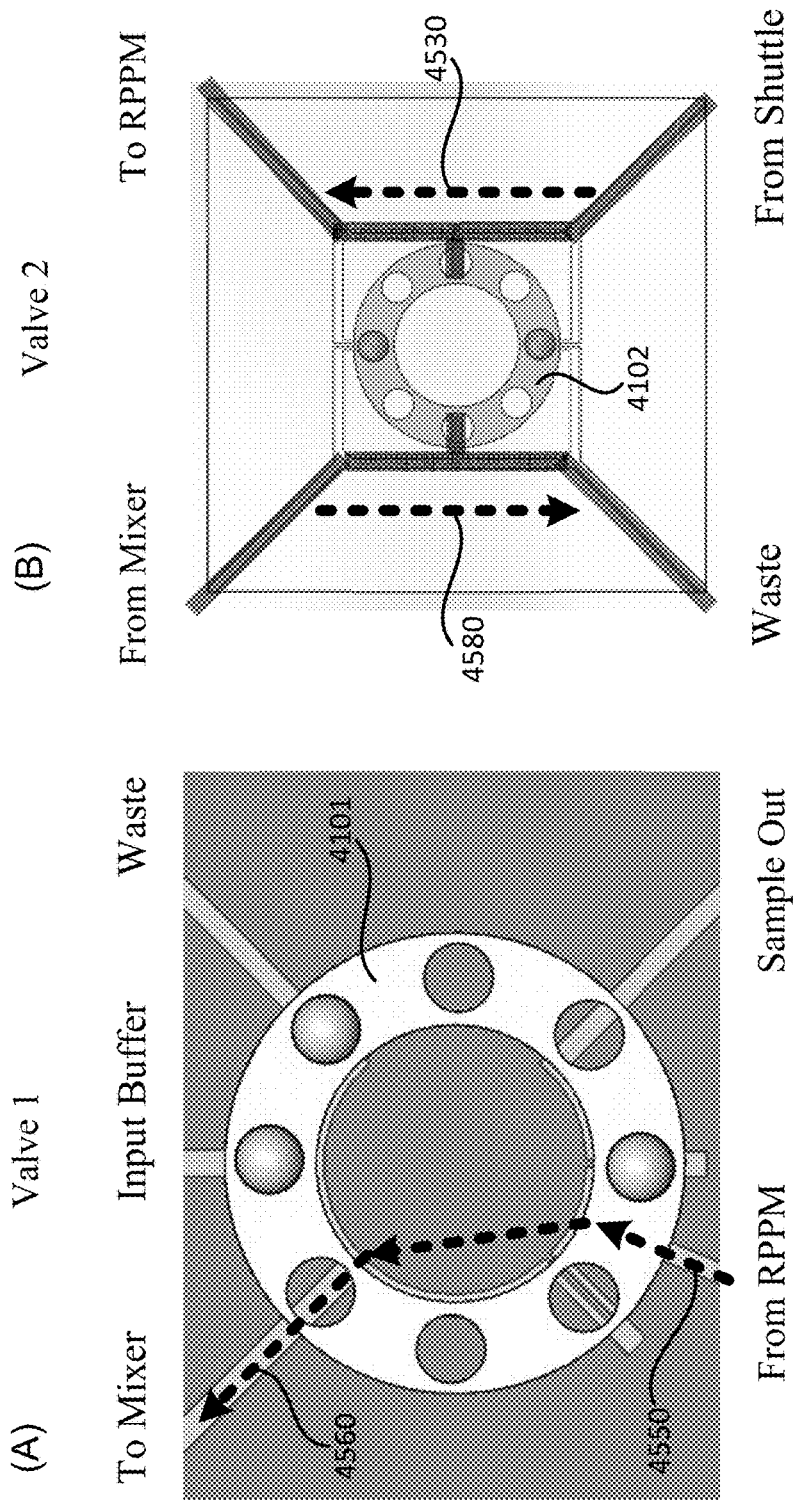 (A)
Valve 1
To Mixer
Input Buffer
Waste
4101
4560
4550
From RPPM
Sample Out
(B)
Valve 2
From Mixer
To RPPM
4530
4580
4102
Waste
From Shuttle